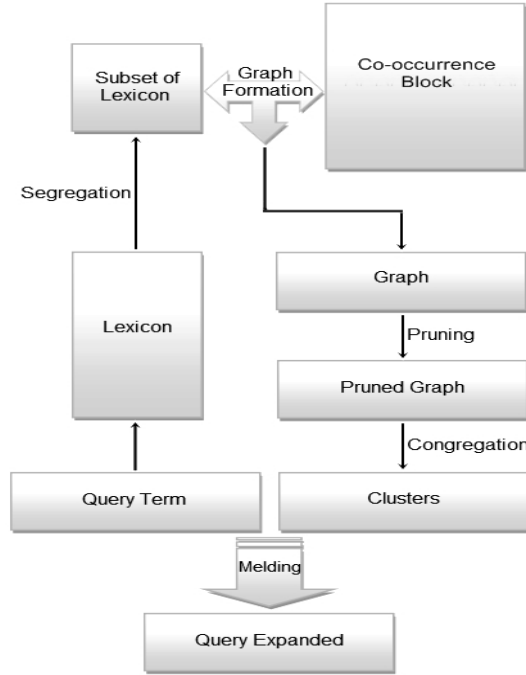 Subset of
Lexicon
Graph
Formation
Co-occurrence
Block
Segregation
Lexicon
Graph
Pruning
Pruned Graph
Congregation
Query Term
Clusters
Melding
Query Expanded